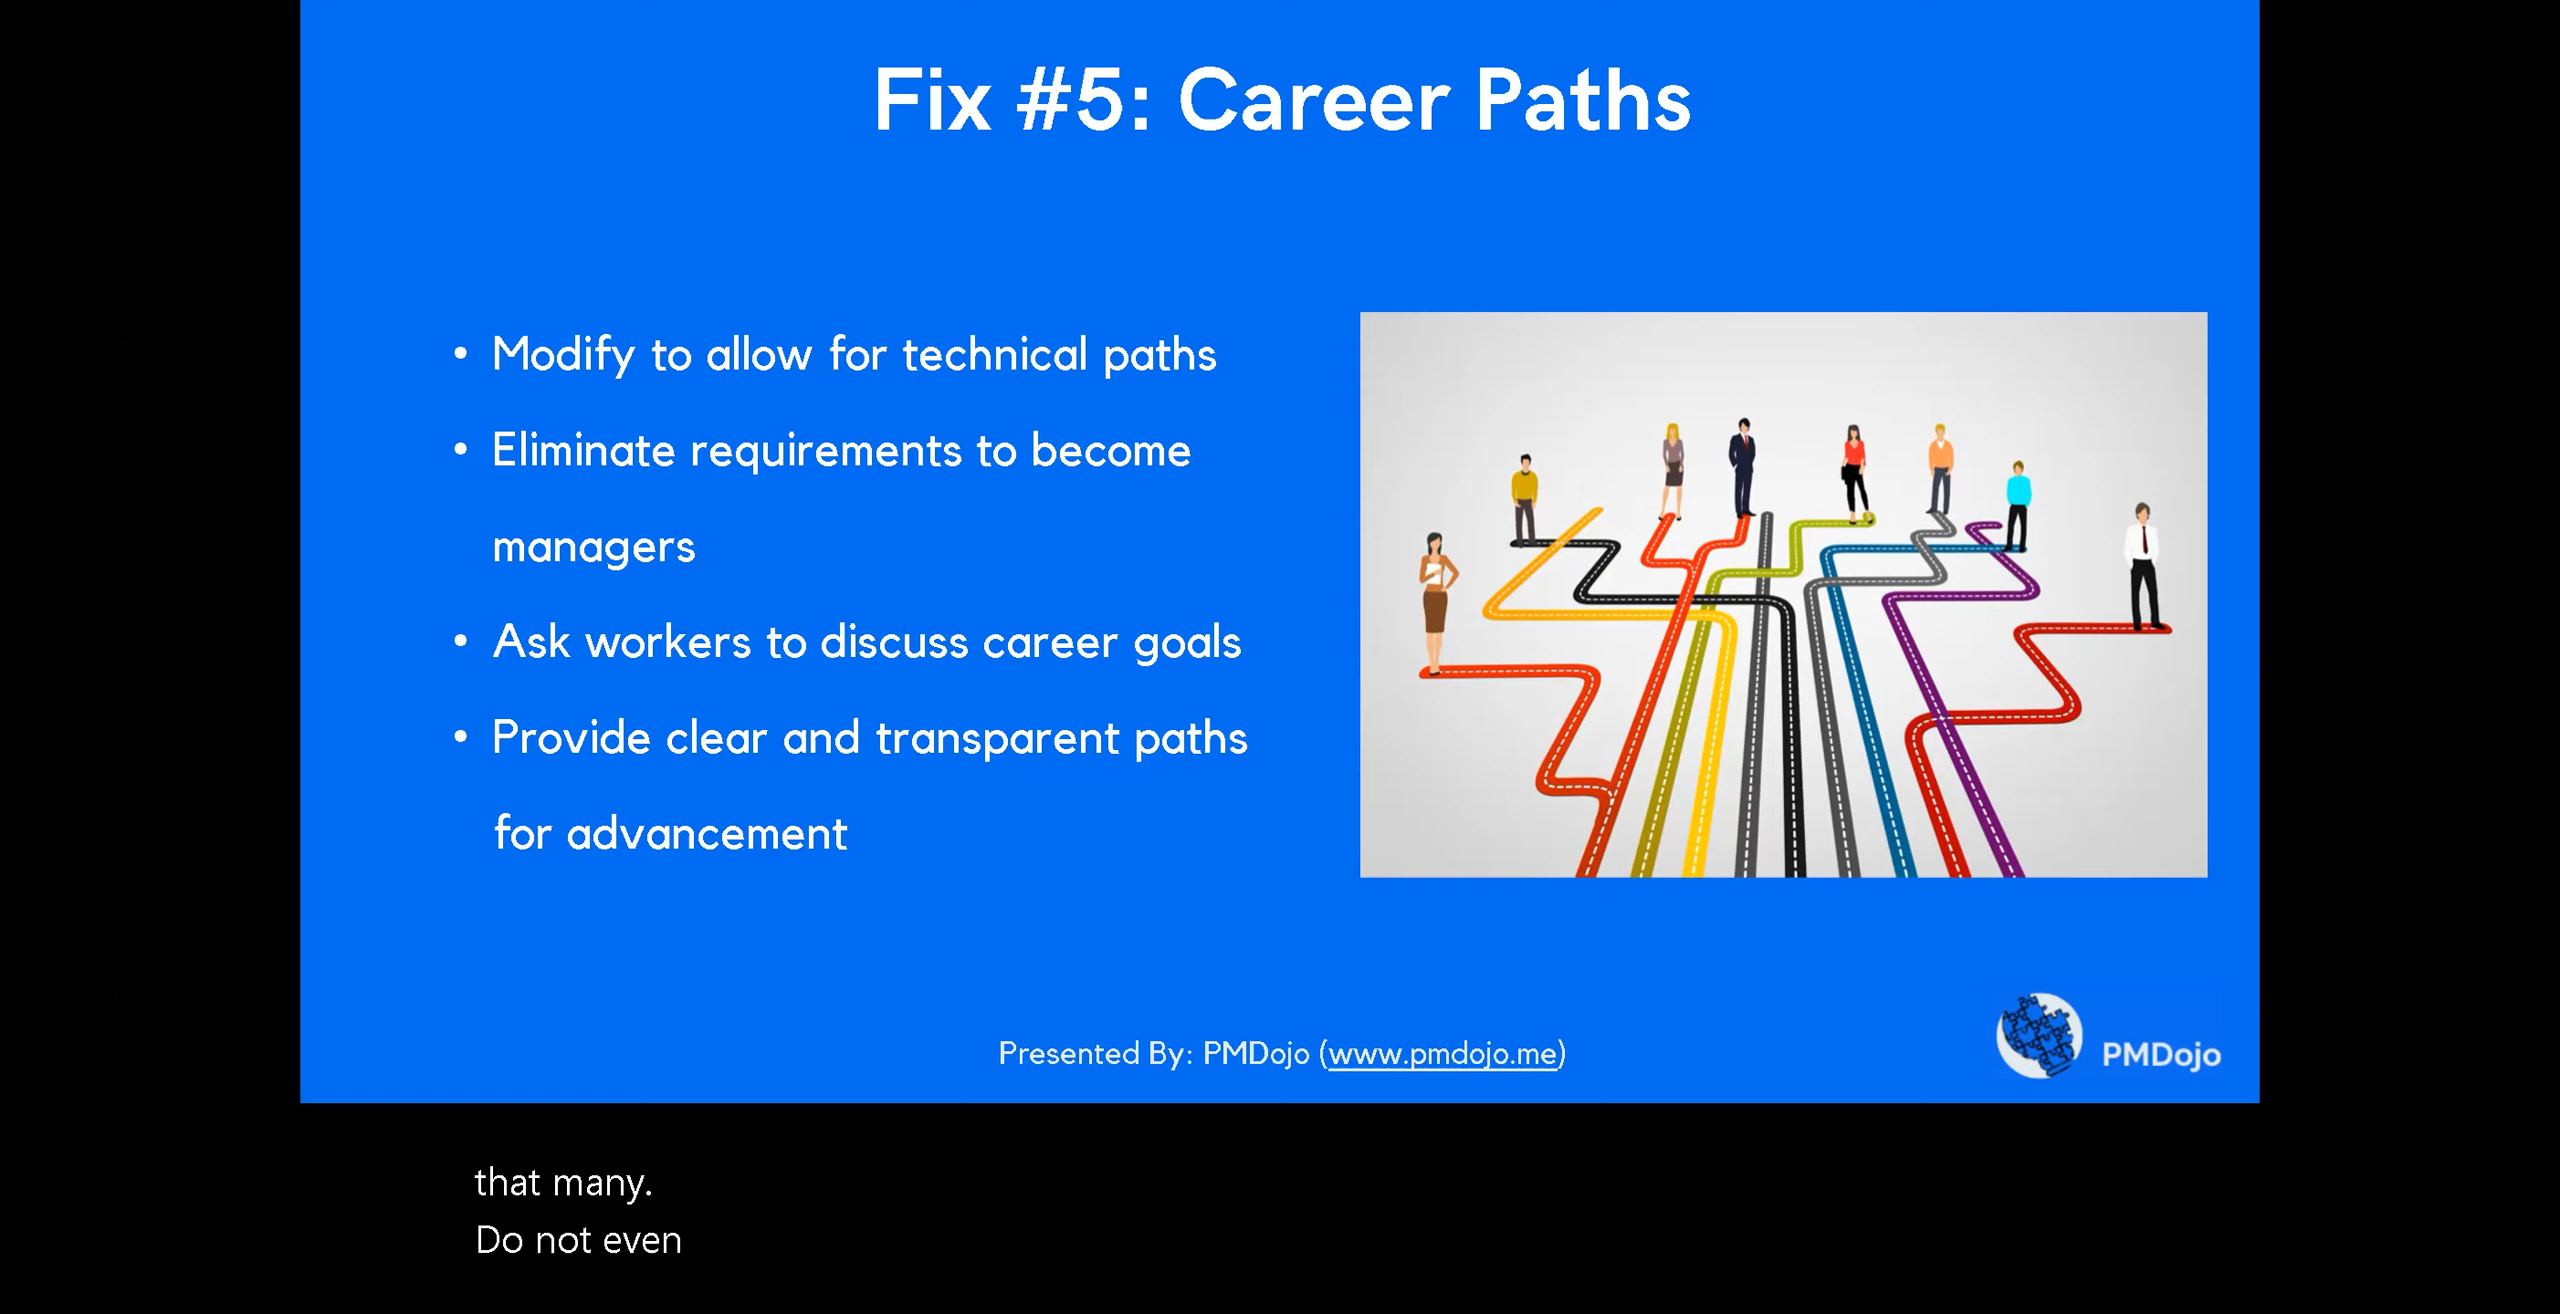 Fix #5: Career Paths
• Modify to allow for technical paths
• Eliminate requirements to become
managers
• Ask workers to discuss career goals
• Provide clear and transparent paths
for advancement
Presented By: PMDojo (www.pmdojo.me)
PMDojo
that many.
Do not even